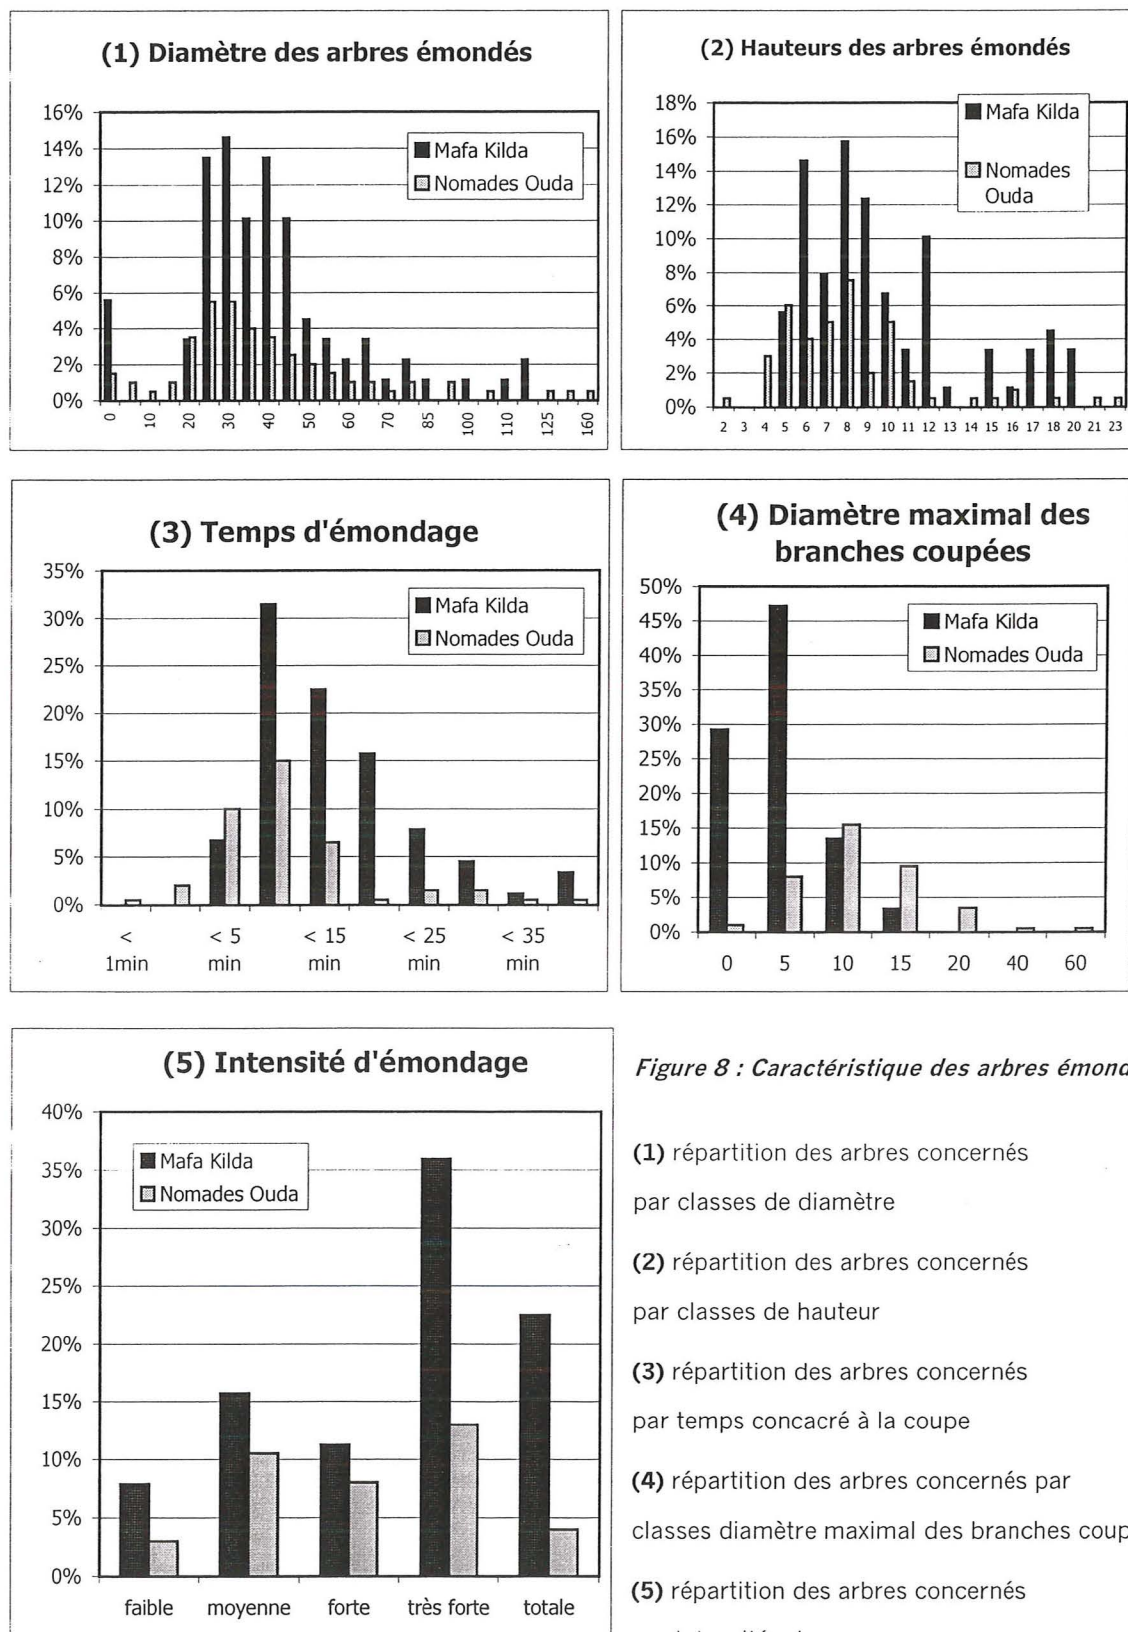 (1) Diamètre des arbres émondés
16%
14%
12%
10%
8%
6%
4%
2%
0%
Mafa Kilda
Nomades Ouda
0 10 20 30 40 50 60 70 85 100 110 125 160
(2) Hauteurs des arbres émondés
18%
16%
14%
12%
10%
8%
6%
4%
2%
0%
Mafa Kilda
Nomades
Ouda
2 3 4 5 6 7 8 9 10 11 12 13 14 15 16 17 18 20 21 23
(3) Temps d'émondage
35%
30%
25%
20%
15%
10%
5%
0%
Mafa Kilda
Nomades Ouda
< < 5 < 15 < 25 < 35
1min min min min min
(4) Diamètre maximal des
branches coupées
50%
45%
40%
35%
30%
25%
20%
15%
10%
5%
0%
Mafa Kilda
Nomades Ouda
0 5 10 15 20 40 60
(5) Intensité d'émondage
40%
35%
30%
25%
20%
15%
10%
5%
0%
Mafa Kilda
Nomades Ouda
faible moyenne forte très forte totale
Figure 8 : Caractéristique des arbres émond
(1) répartition des arbres concernés
par classes de diamètre
(2) répartition des arbres concernés
par classes de hauteur
(3) répartition des arbres concernés
par temps concacré à la coupe
(4) répartition des arbres concernés par
classes diamètre maximal des branches coup
(5) répartition des arbres concernés